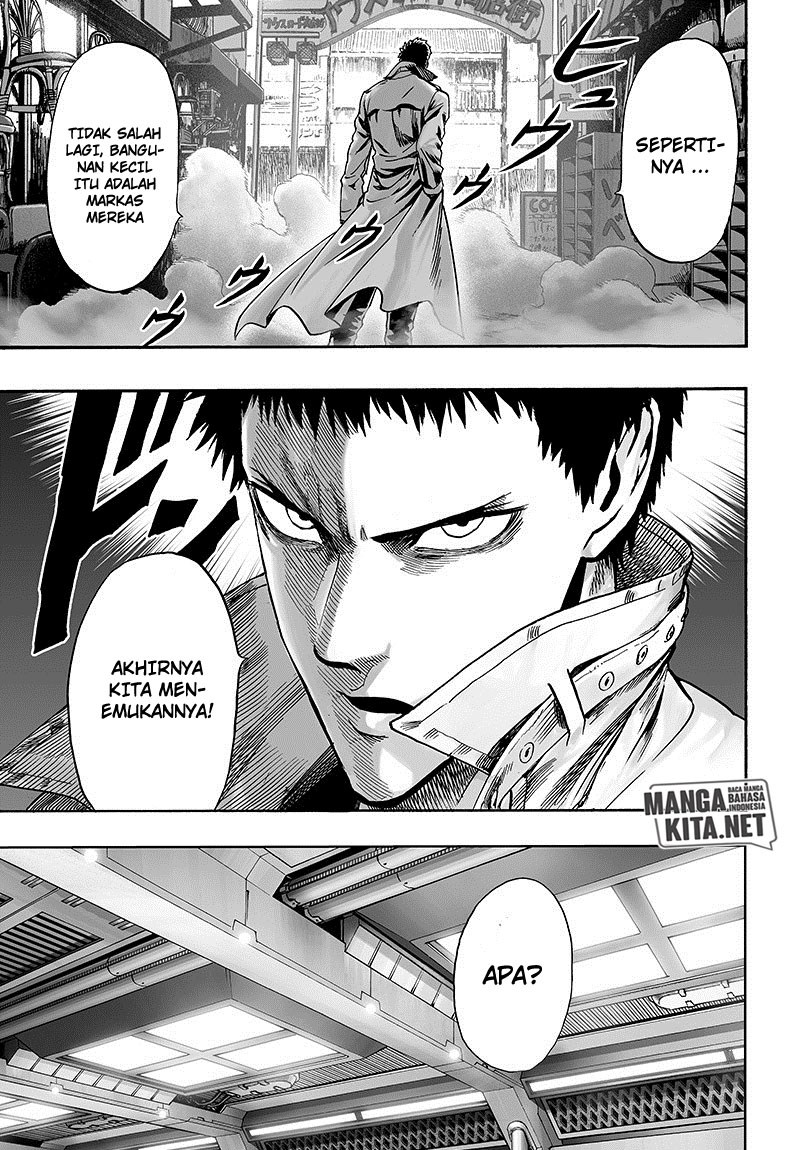 SEPERTI-
NYA ...
TIDAK SALAH
LAGI, BANGU-
NAN KECIL
ITU ADALAH
MARKAS
MEREKA
AKHIRNYA
KITA MEN-
EMUKANNYA!
BACA MANGA
BAHASA
INDONESIA
MANGA
KITA.NET
APA?